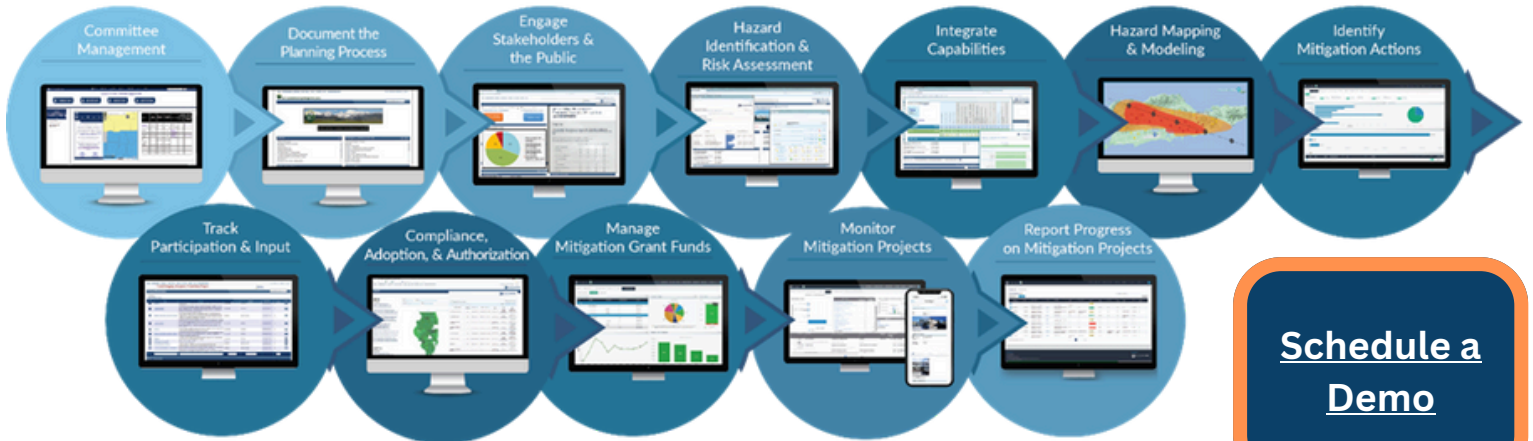 Committee
Management
Document the
Planning Process
Engage
Stakeholders &
the Public
Hazard
Identification &
Risk Assessment
Integrate
Capabilities
Hazard Mapping
& Modeling
Identify
Mitigation Actions
Track
Participation & Input
Compliance,
Adoption, & Authorization
Manage
Mitigation Grant Funds
Monitor
Mitigation Projects
Report Progress
on Mitigation Projects
Schedule a
Demo